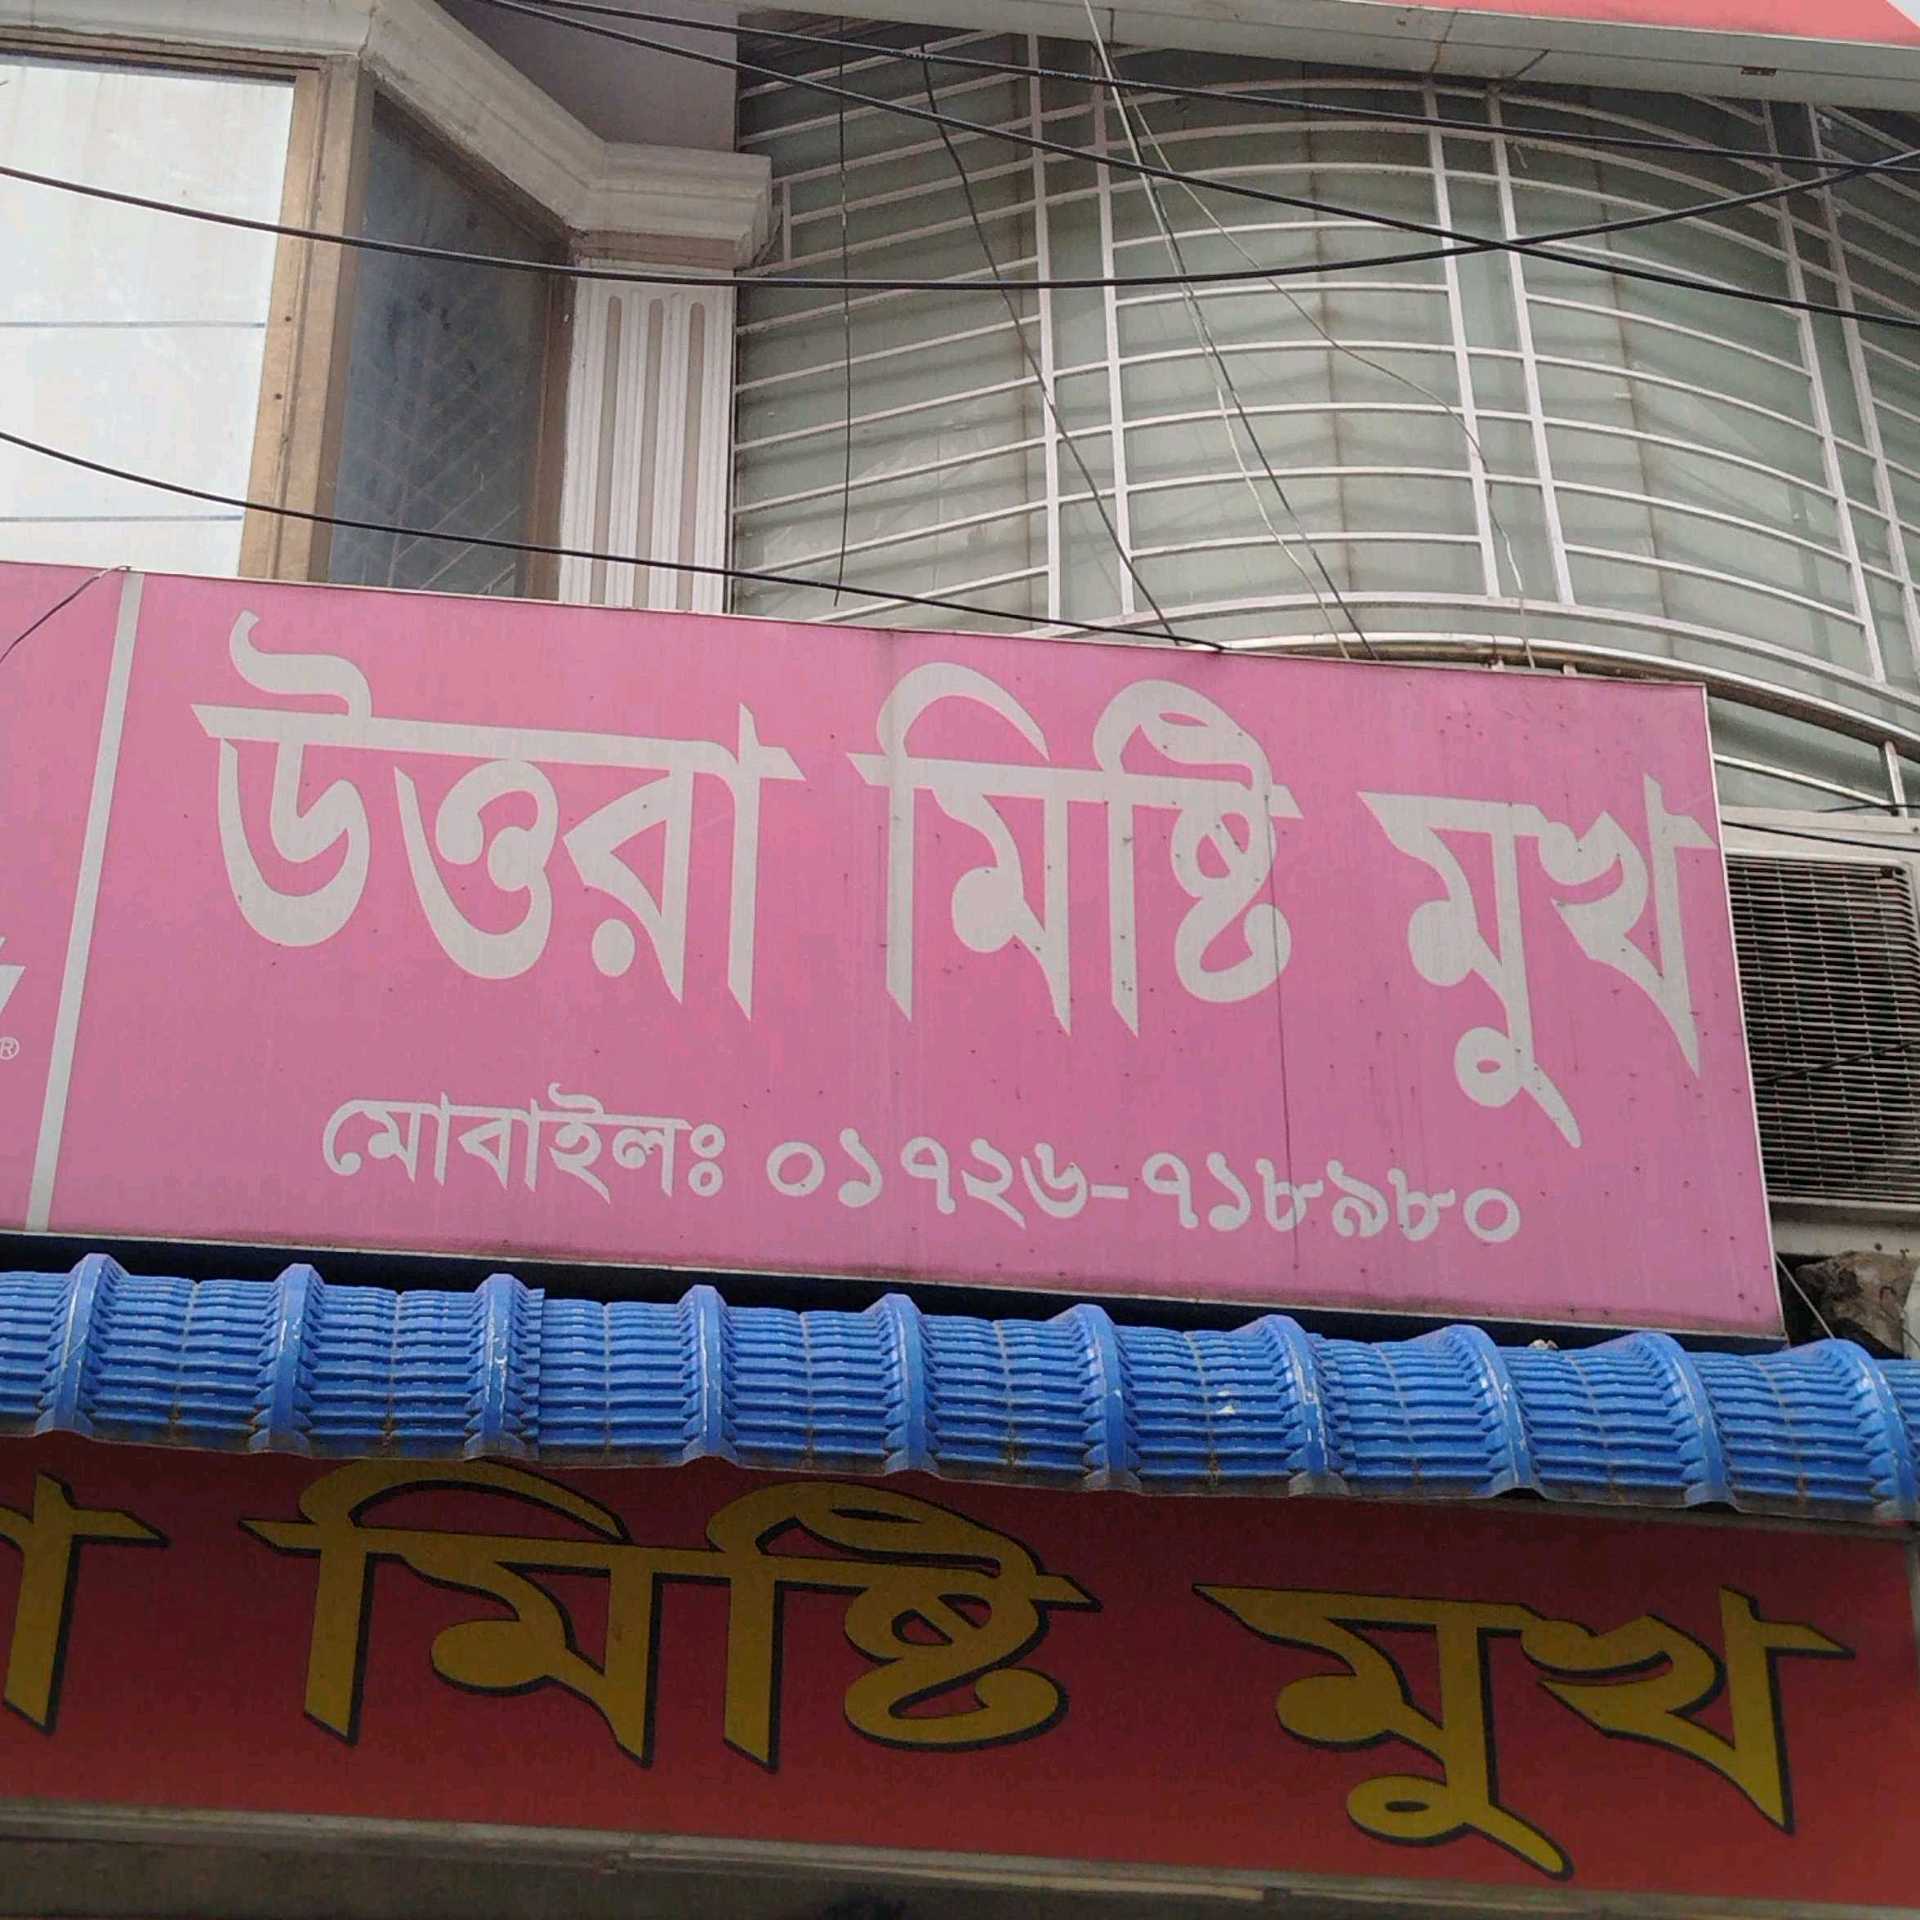 উত্তরা মিষ্টি মুখ
মোবাইলঃ ০১৭২৬-৭১৮৯৮০
মিষ্টি মুখ